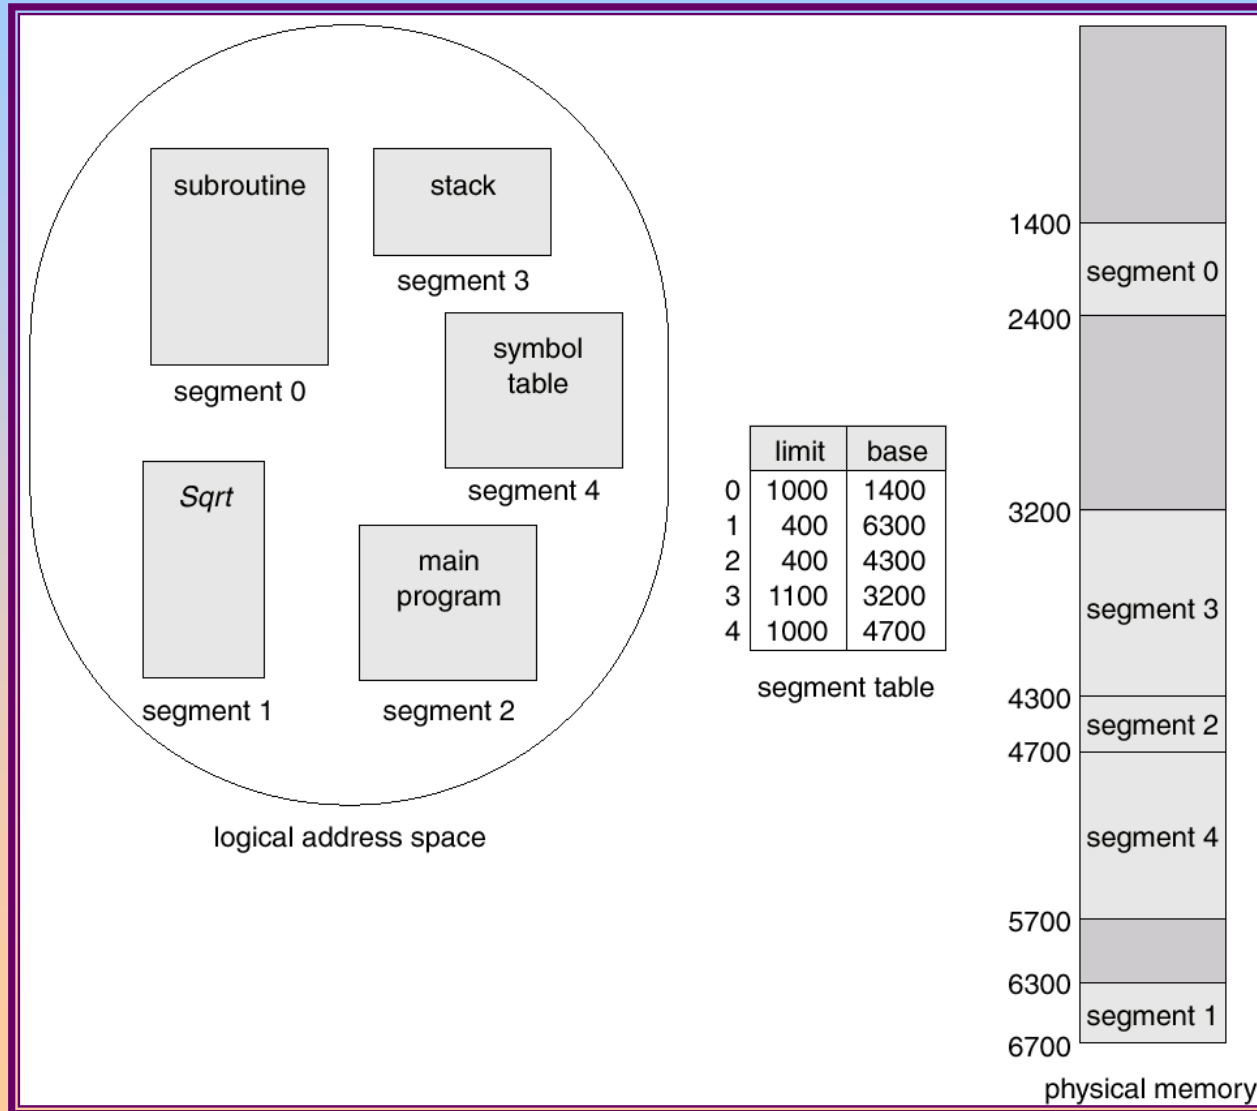 subroutine
segment 0
stack
segment 3
symbol
table
segment 4
Sqrt
segment 1
main
program
segment 2
logical address space
limit base
0 1000 1400
1 400 6300
2 400 4300
3 1100 3200
4 1000 4700
segment table
1400
segment 0
2400
3200
segment 3
4300
segment 2
4700
segment 4
5700
6300
segment 1
6700
physical memory